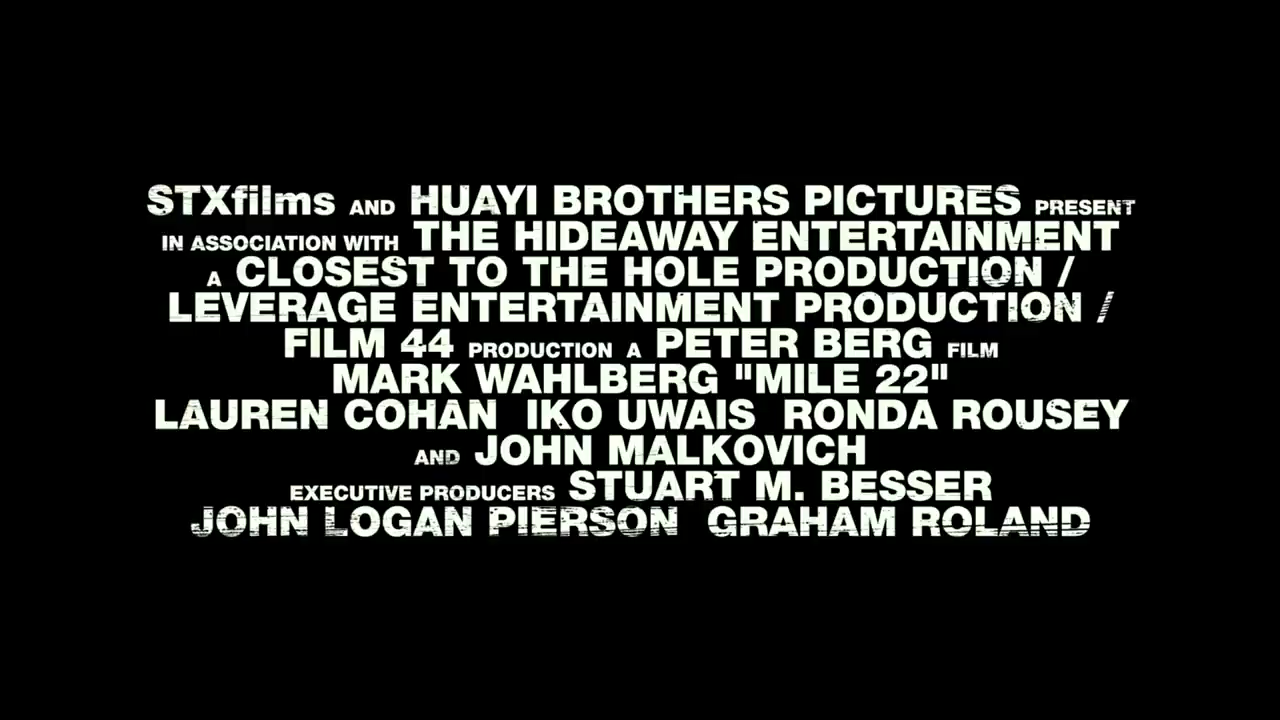 STXfilms AND HUAYI BROTHERS PICTURES PRESENT
IN ASSOCIATION WITH THE HIDEAWAY ENTERTAINMENT
A CLOSEST TO THE HOLE PRODUCTION /
LEVERAGE ENTERTAINMENT PRODUCTION /
FILM 44 PRODUCTION A PETER BERG FILM
MARK WAHLBERG "MILE 22"
LAUREN COHAN IKO UWAIS RONDA ROUSEY
AND JOHN MALKOVICH
EXECUTIVE PRODUCERS STUART M. BESSER
JOHN LOGAN PIERSON GRAHAM ROLAND